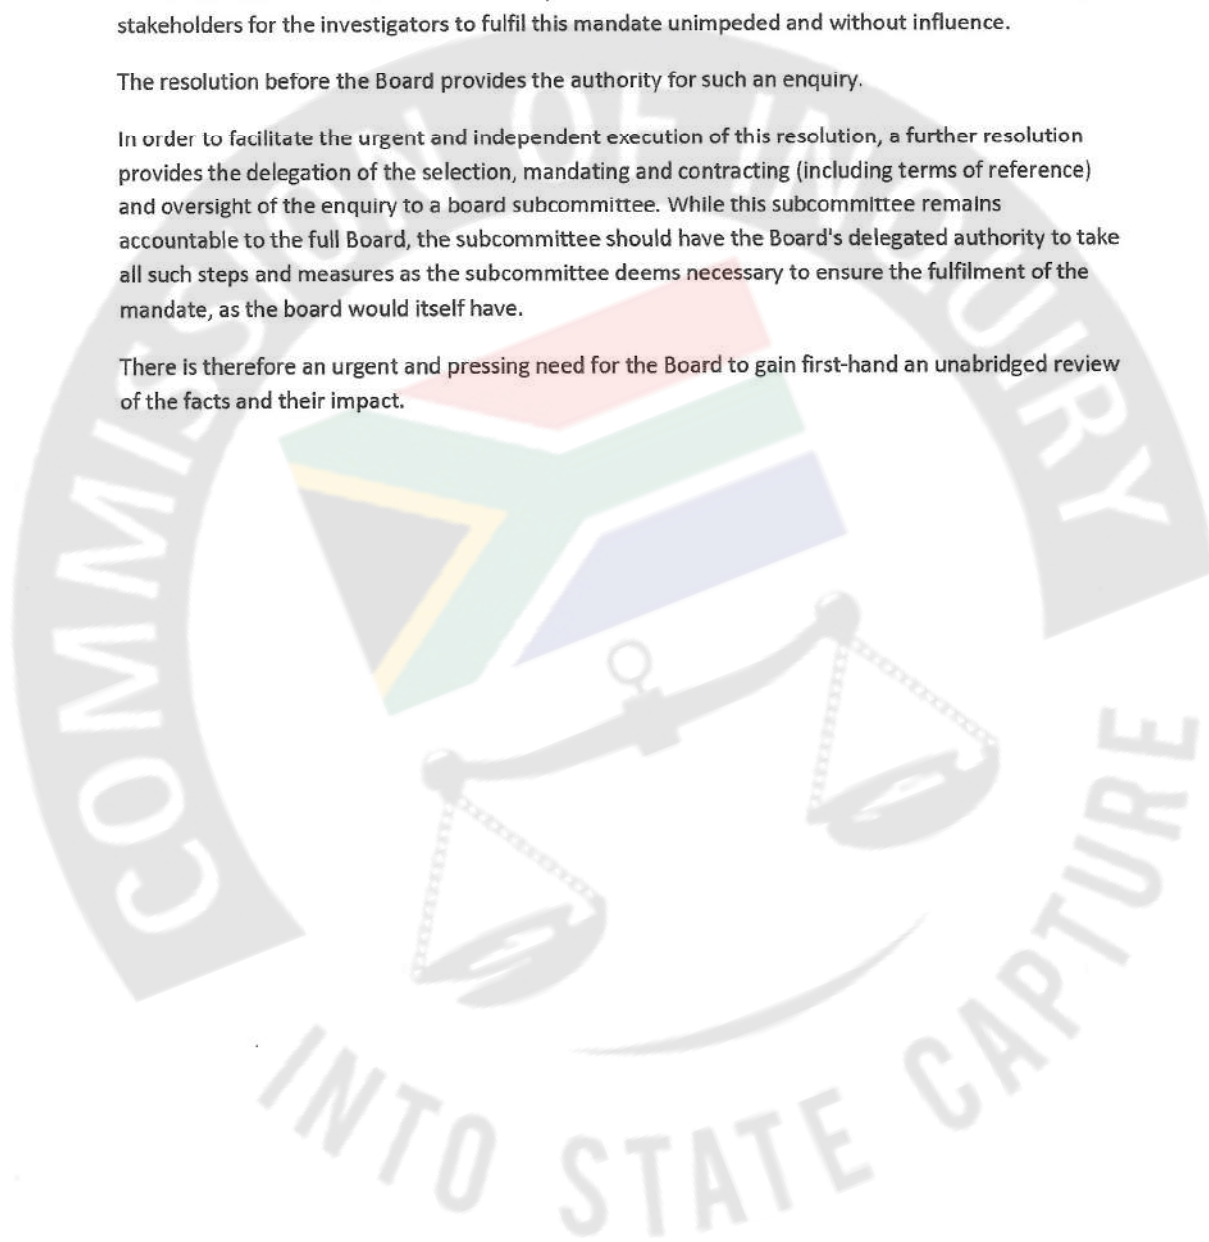 stakeholders for the investigators to fulfil this mandate unimpeded and without influence.
The resolution before the Board provides the authority for such an enquiry.
In order to facilitate the urgent and independent execution of this resolution, a further resolution
provides the delegation of the selection, mandating and contracting (including terms of reference)
and oversight of the enquiry to a board subcommittee. While this subcommittee remains
accountable to the full Board, the subcommittee should have the Board's delegated authority to take
all such steps and measures as the subcommittee deems necessary to ensure the fulfilment of the
mandate, as the board would itself have.
There is therefore an urgent and pressing need for the Board to gain first-hand an unabridged review
of the facts and their impact.
COMMISSION OF INQUIRY
INTO STATE CAPTURE